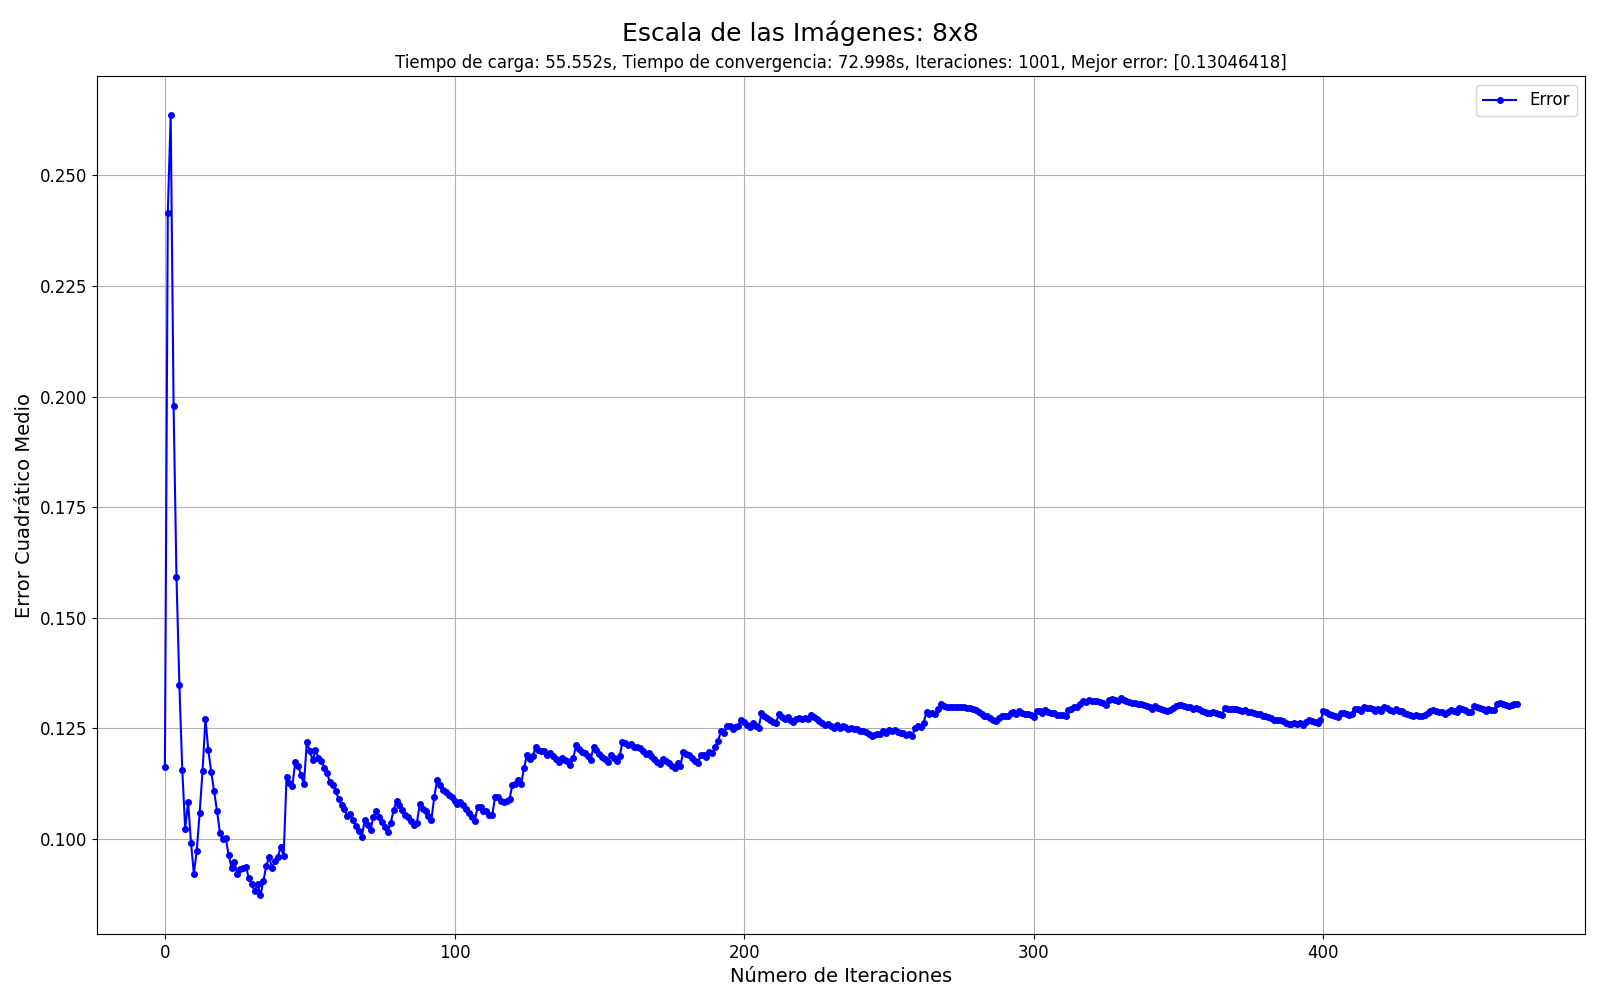 Escala de las Imágenes: 8x8
Tiempo de carga: 55.552s, Tiempo de convergencia: 72.998s, Iteraciones: 1001, Mejor error: [0.13046418]
Error
0.250
0.225
0.200
0.175
0.150
0.125
0.100
Error Cuadrático Medio
0 100 200 300 400
Número de Iteraciones